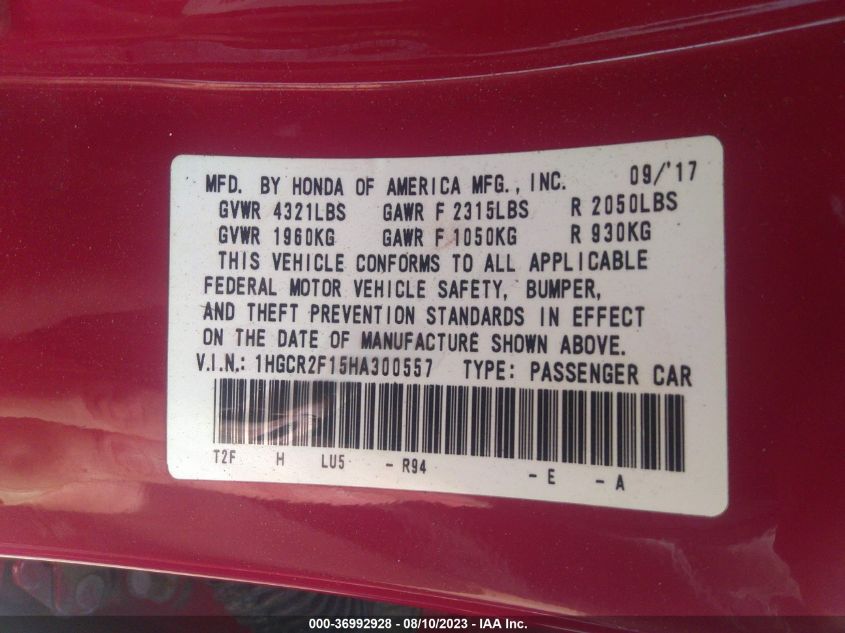 MFD. BY HONDA OF AMERICA MFG., INC. 09/'17
GVWR 4321LBS GAWR F 2315LBS R 2050LBS
GVWR 1960KG GAWR F 1050KG R 930KG
THIS VEHICLE CONFORMS TO ALL APPLICABLE
FEDERAL MOTOR VEHICLE SAFETY, BUMPER,
AND THEFT PREVENTION STANDARDS IN EFFECT
ON THE DATE OF MANUFACTURE SHOWN ABOVE.
V.I.N.: 1HGCR2F15HA300557 TYPE: PASSENGER CAR
T2F H LU5 - R94 - E - A
000-36992928 - 08/10/2023 - IAA Inc.